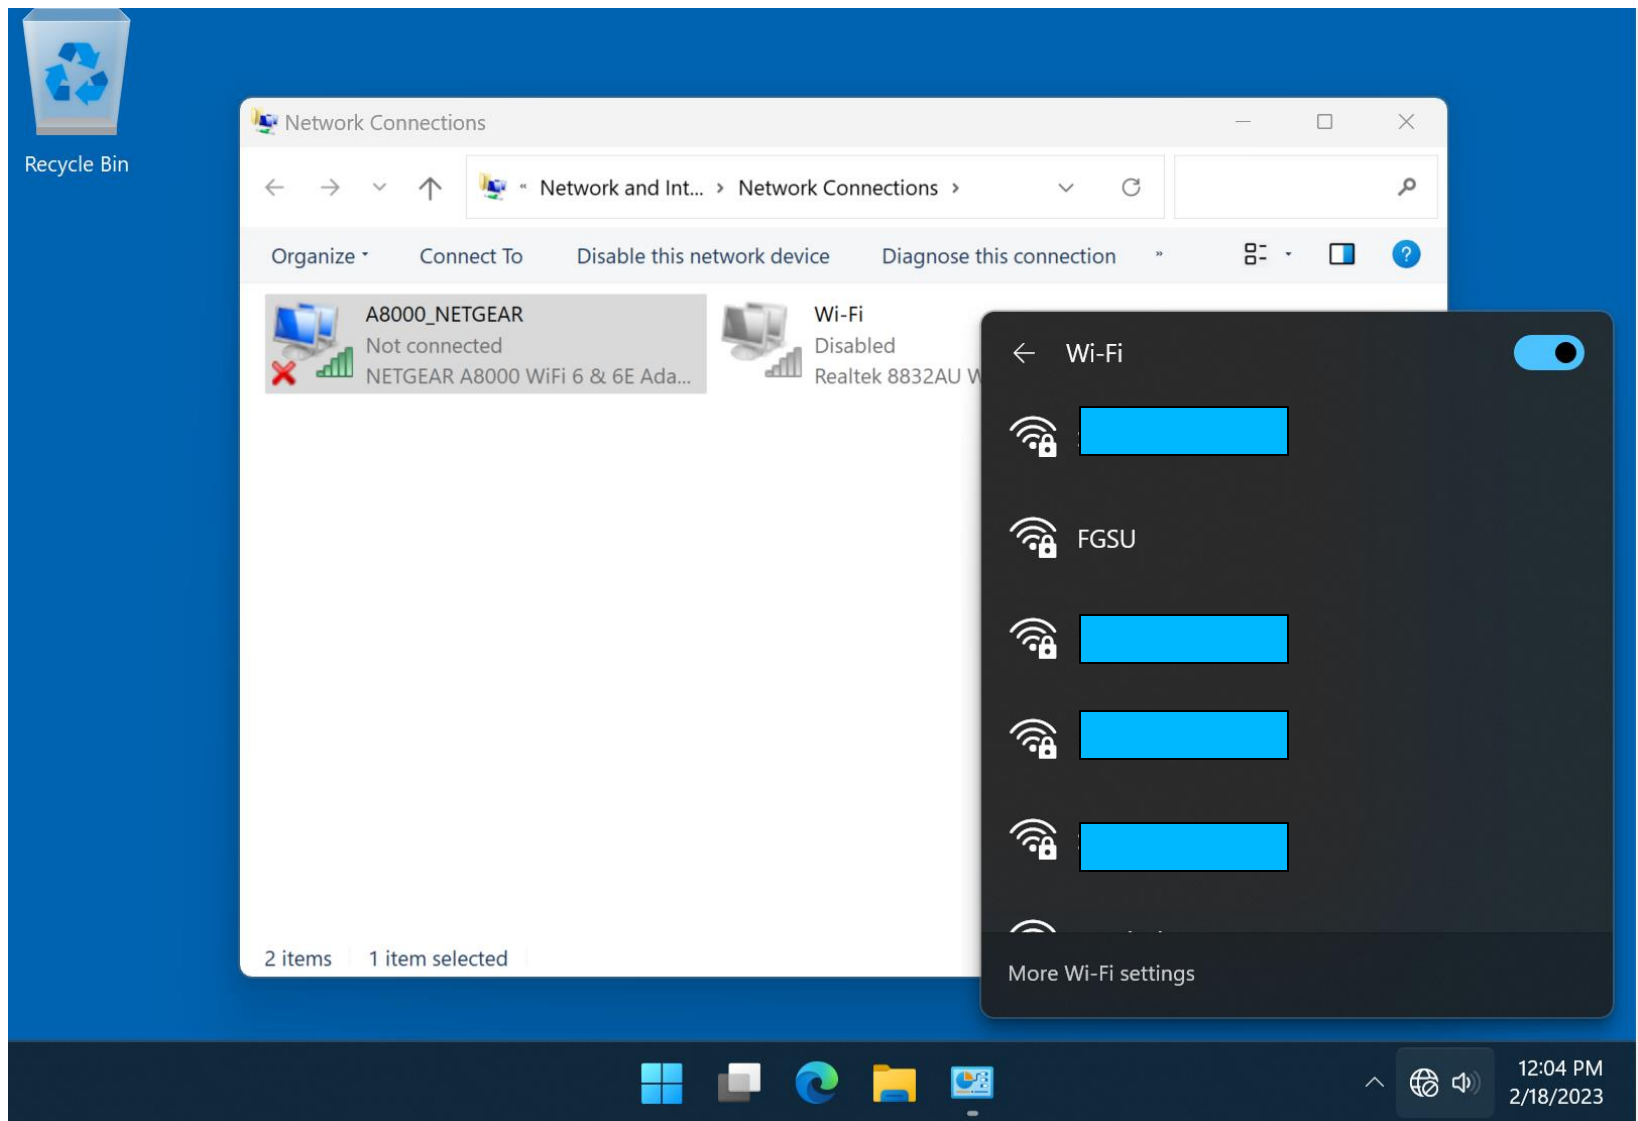 Recycle Bin
Network Connections
« Network and Int... › Network Connections ›
Organize Connect To Disable this network device Diagnose this connection »
A8000_NETGEAR
Not connected
NETGEAR A8000 WiFi 6 & 6E Ada...
Wi-Fi
Disabled
Realtek 8832AU
Wi-Fi
FGSU
More Wi-Fi settings
2 items 1 item selected
12:04 PM
2/18/2023